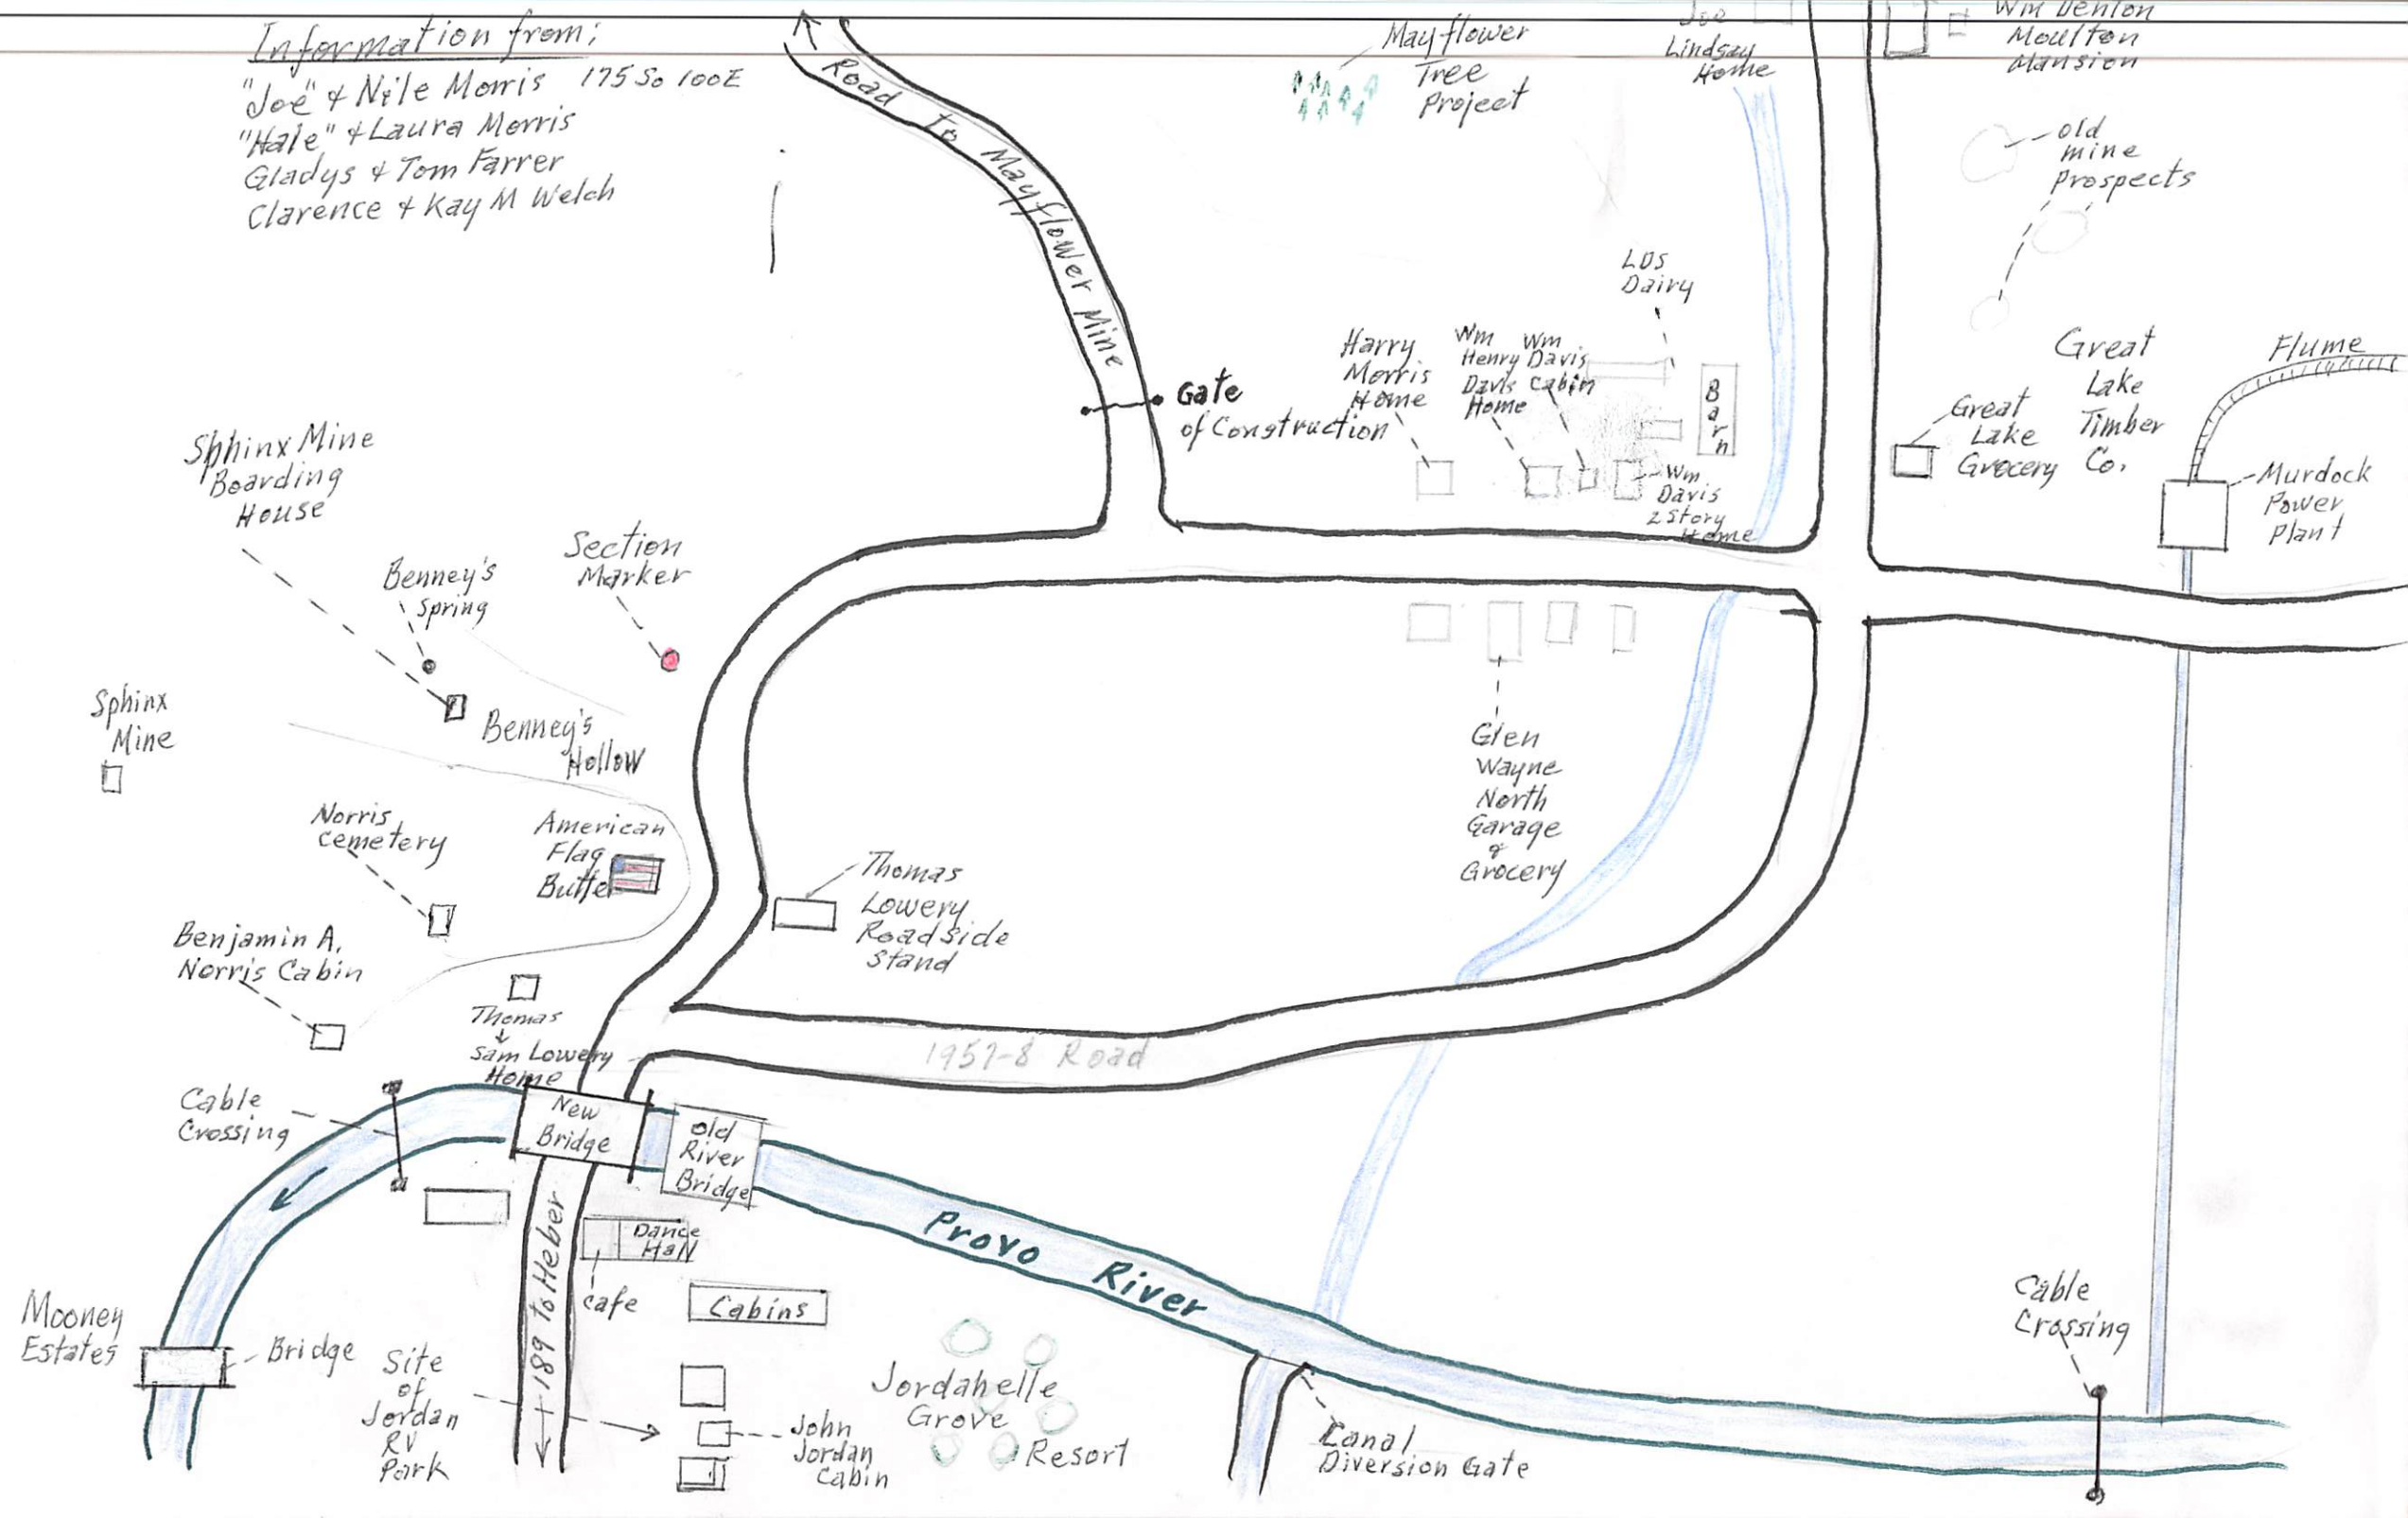 Information from;
"Joe" & Nile Morris 175 So 100E
"Hale" & Laura Morris
Gladys & Tom Farrer
Clarence & Kay M Welch
Road to Mayflower Mine
Mayflower
Tree
Project
Joe
Lindsay
Home
Wm Denton
Moulton
Mansion
old
mine
Prospects
LDS
Dairy
Harry
Morris
Home
Wm
Henry
Davis
Home
Wm
Davis
Cabin
Barn
Wm
Davis
2 Story
Home
Great
Lake
Grocery
Great
Lake
Timber
Co.
Flume
Murdock
Power
Plant
Gate
of Construction
Sphinx Mine
Boarding
House
Benney's
Spring
Section
Marker
Sphinx
Mine
Benney's
Hollow
Norris
Cemetery
American
Flag
Butte
Benjamin A.
Norris Cabin
Thomas
Lowery
Roadside
Stand
Glen
Wayne
North
Garage
&
Grocery
Thomas
Sam Lowery
Home
1957-8 Road
Cable
Crossing
New
Bridge
old
River
Bridge
Provo River
189 to Heber
Dance
Hall
Cafe
Cabins
Mooney
Estates
Bridge
Site
of
Jordan
RV
Park
John
Jordan
Cabin
Jordanelle
Grove
Resort
Canal
Diversion Gate
Cable
Crossing